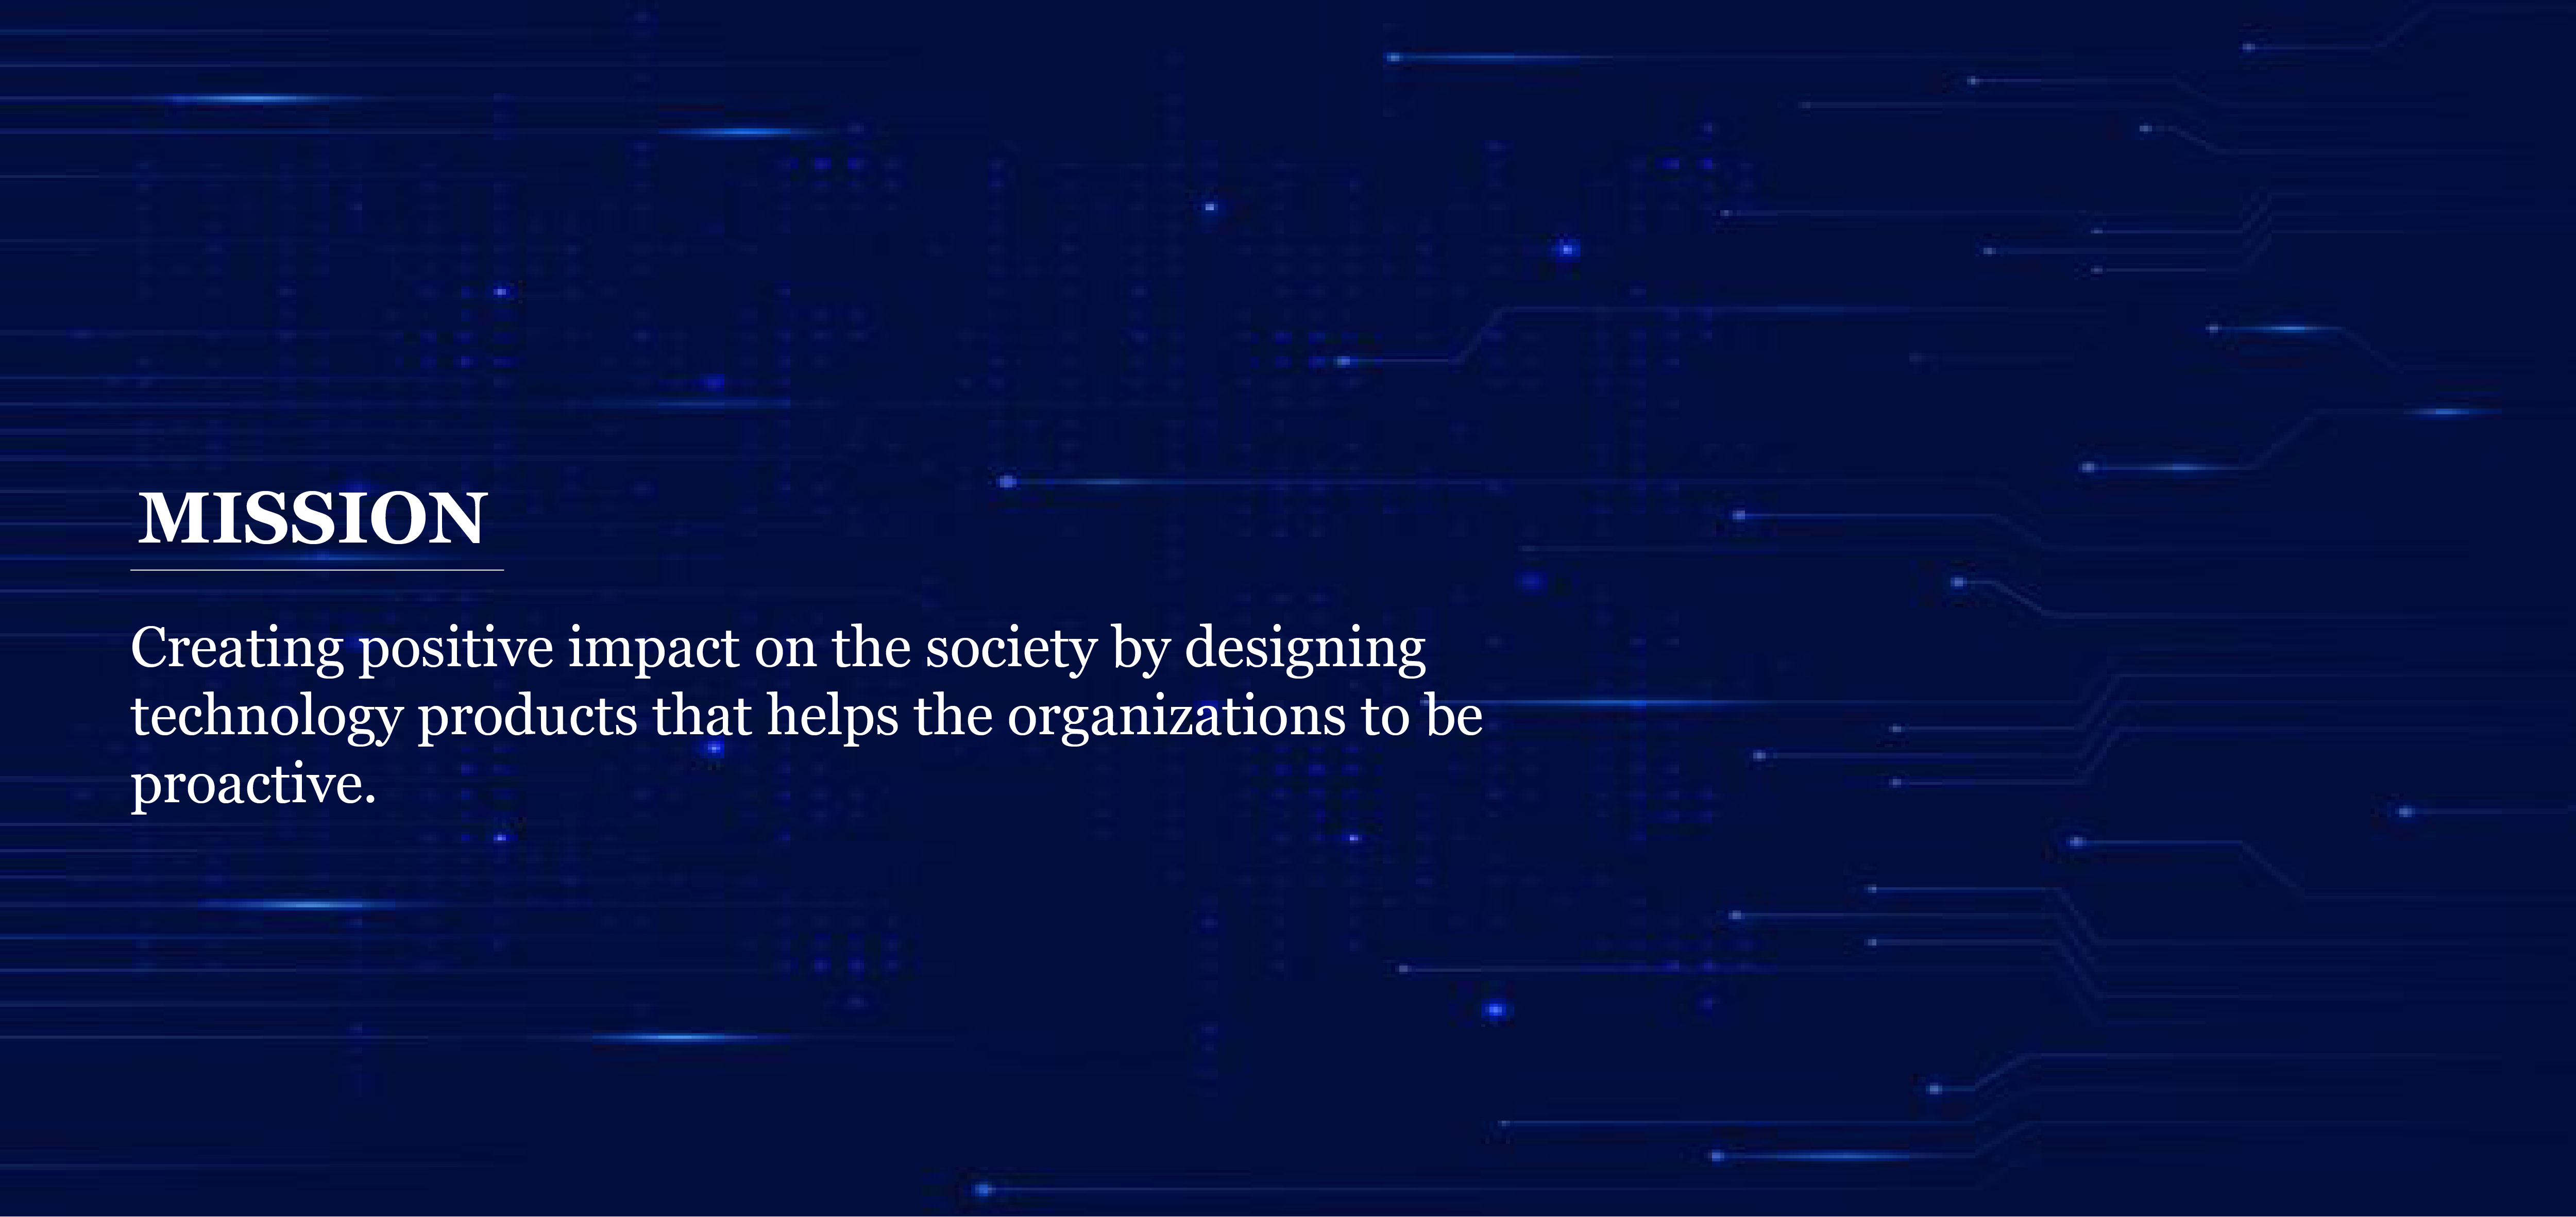 MISSION
Creating positive impact on the society by designing
technology products that helps the organizations to be
proactive.